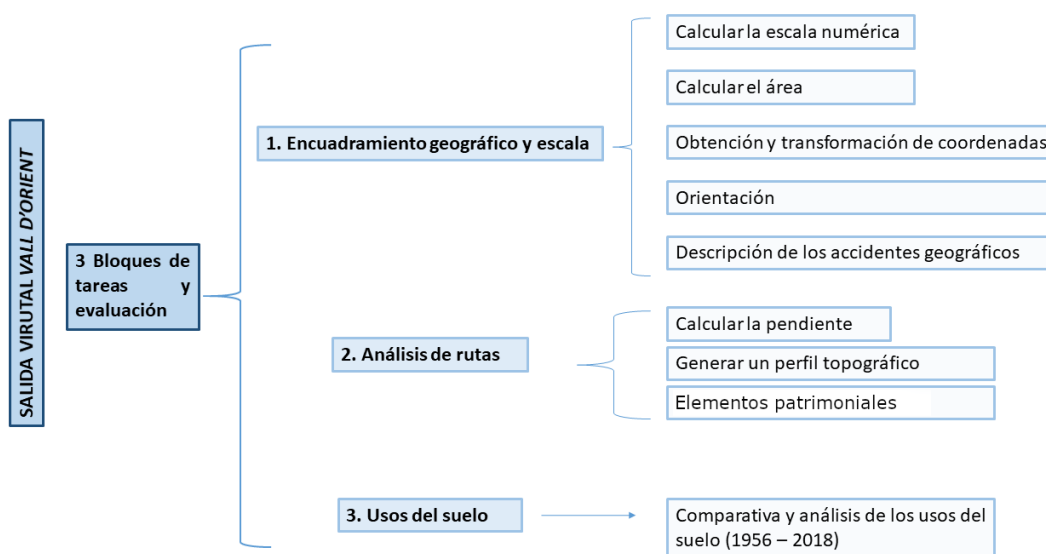 SALIDA VIRUTAL VALL D'ORIENT
3 Bloques de
tareas y
evaluación
1. Encuadramiento geográfico y escala
Calcular la escala numérica
Calcular el área
Obtención y transformación de coordenadas
Orientación
Descripción de los accidentes geográficos
2. Análisis de rutas
Calcular la pendiente
Generar un perfil topográfico
Elementos patrimoniales
3. Usos del suelo
Comparativa y análisis de los usos del
suelo (1956 – 2018)